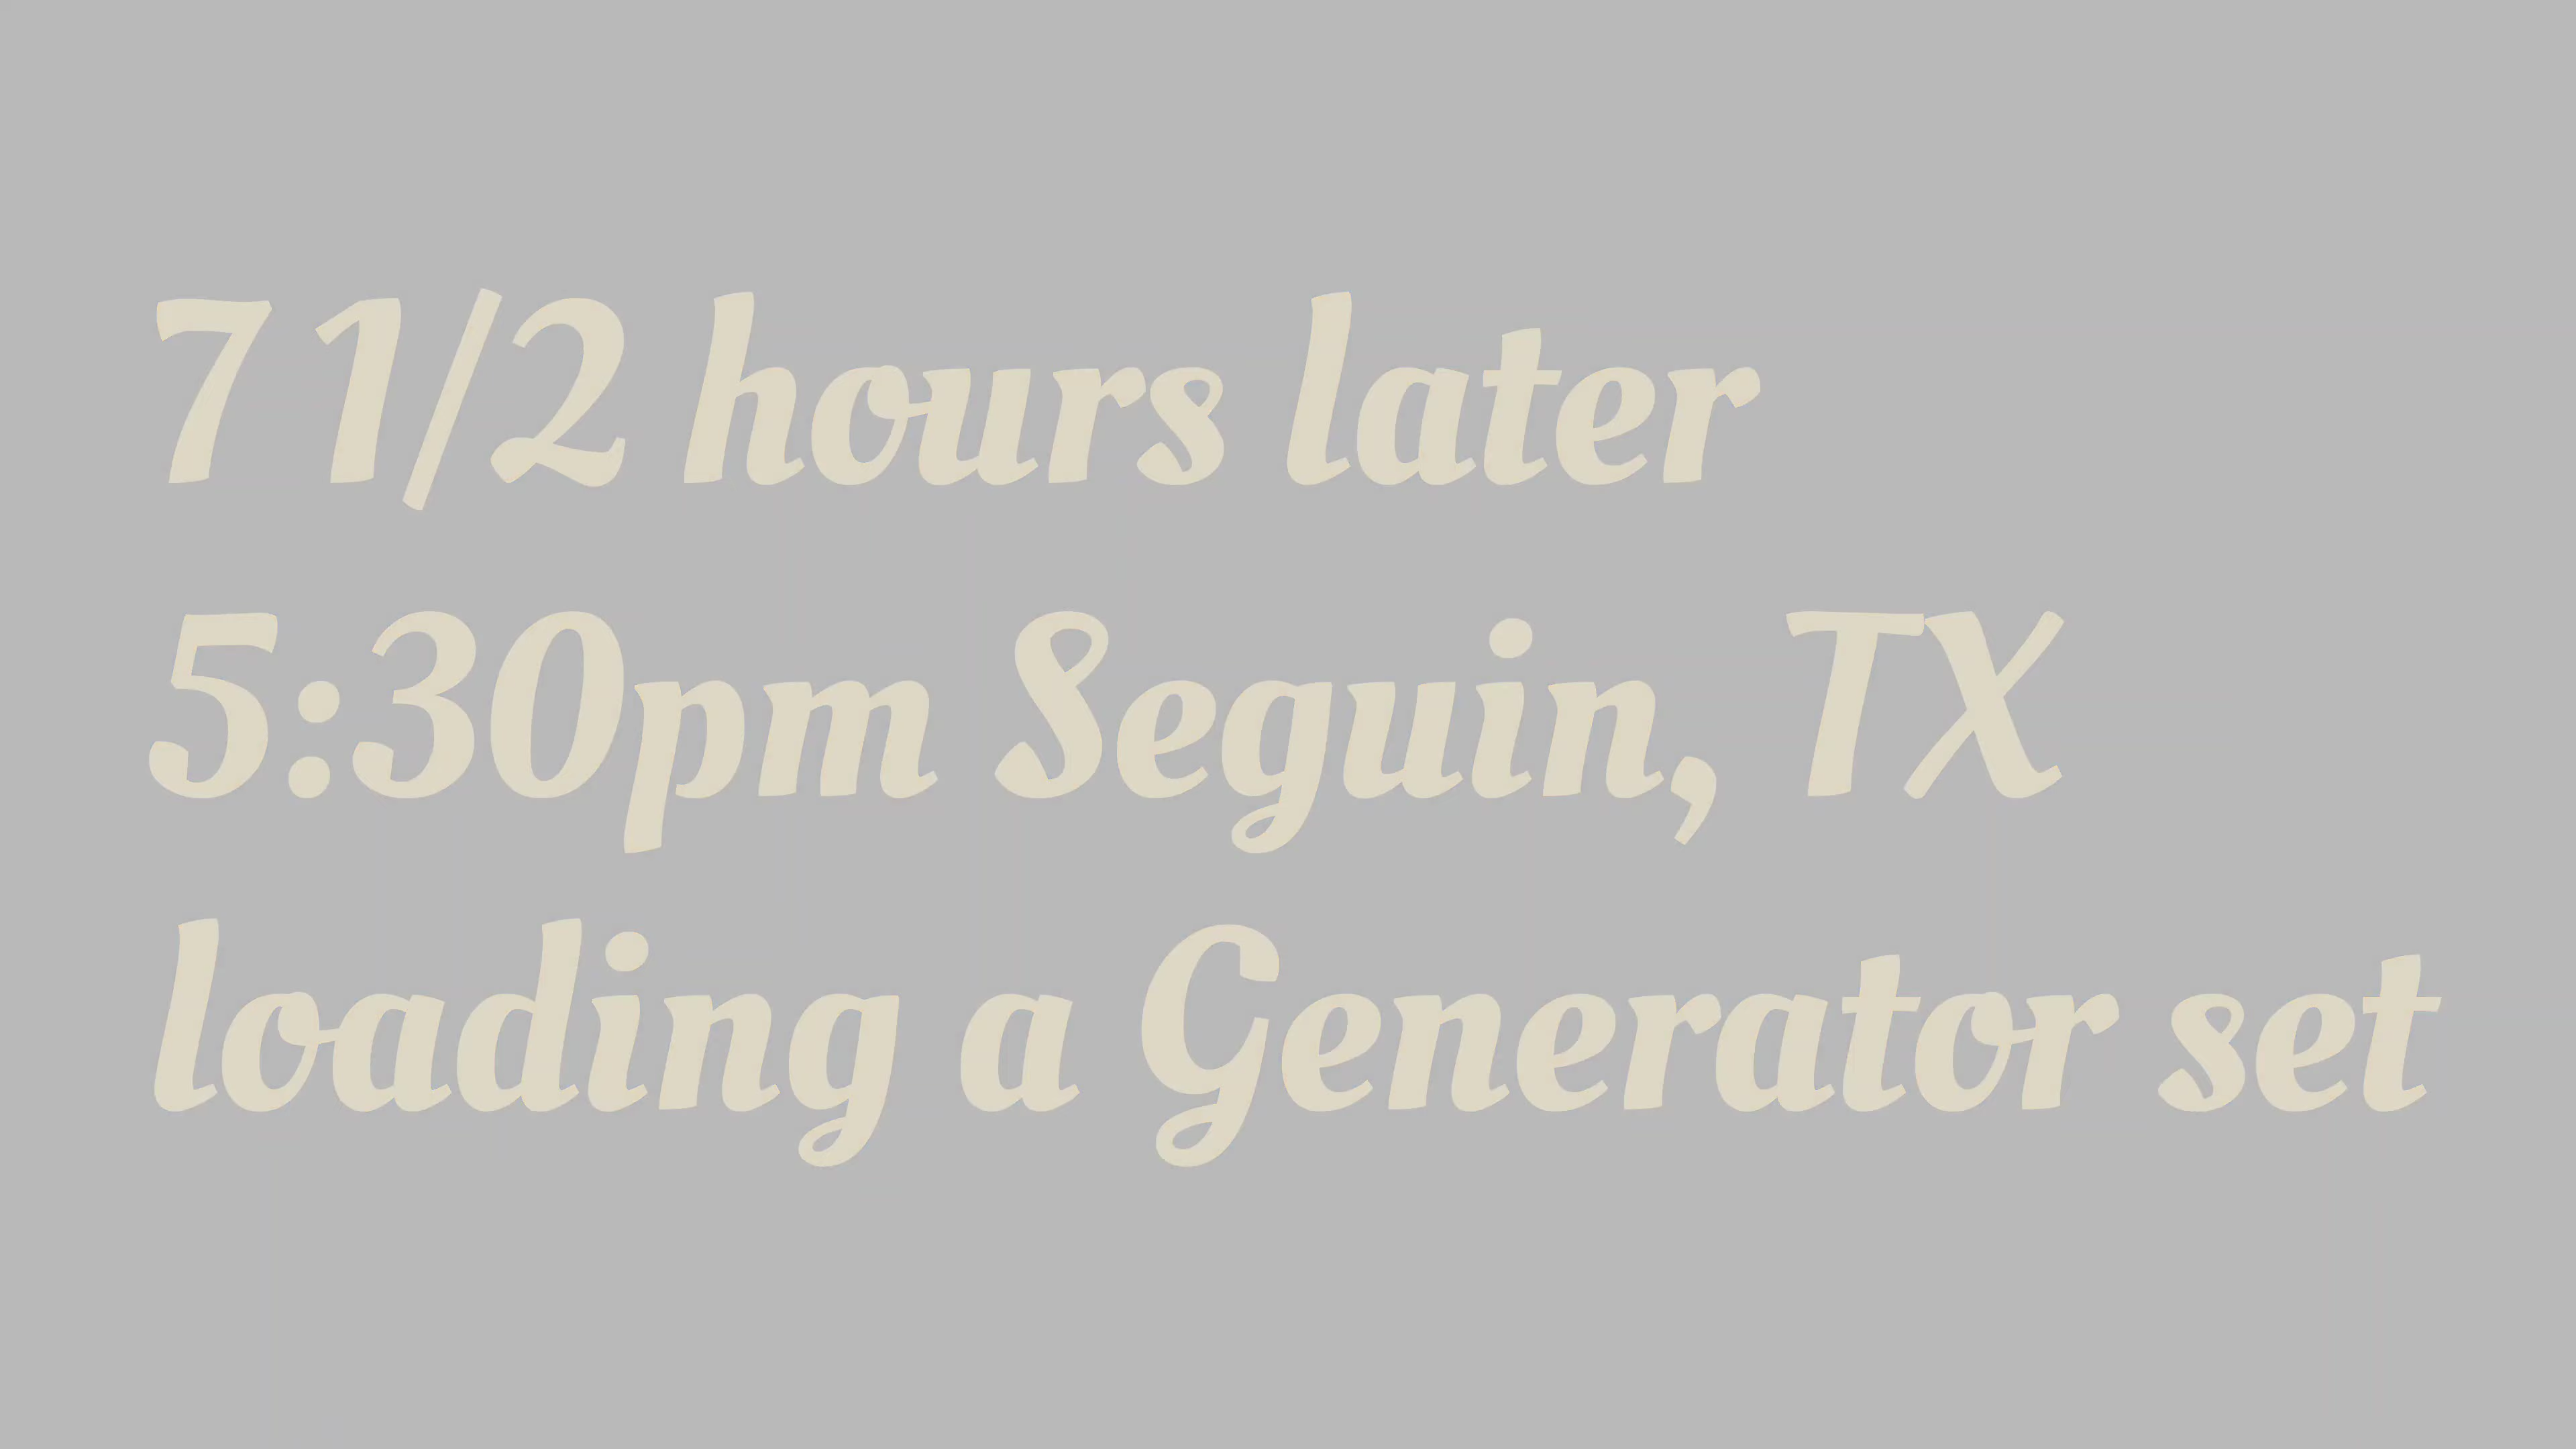 7 1/2 hours later
5:30pm Seguin, TX
loading a Generator set